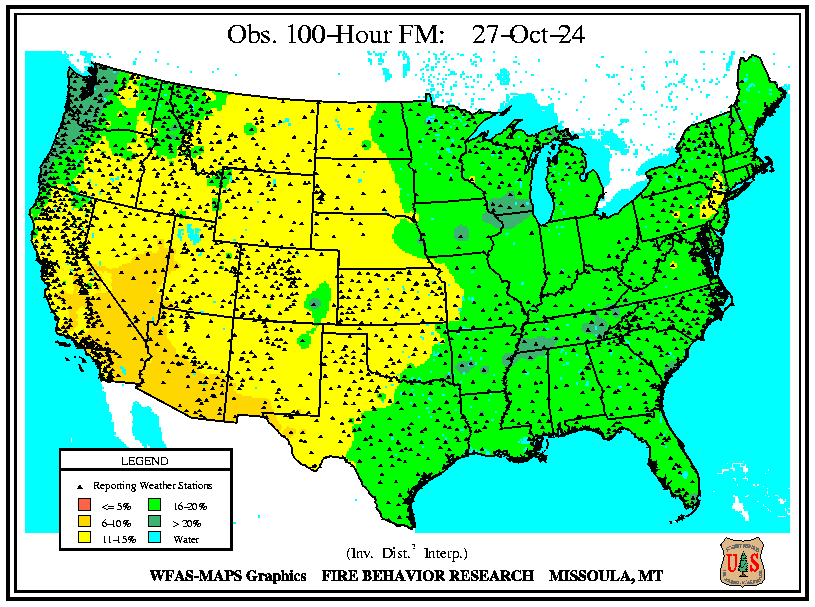 Obs. 100-Hour FM: 27-Oct-24
LEGEND
Reporting Weather Stations
<= 5% 16-20%
6-10% > 20%
11-15% Water
(Inv. Dist.² Interp.)
WFAS-MAPS Graphics FIRE BEHAVIOR RESEARCH MISSOULA, MT
US